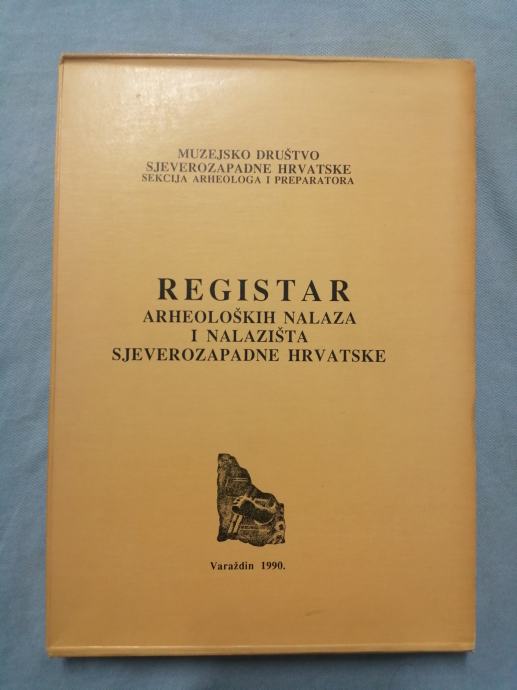 MUZEJSKO DRUŠTVO
SJEVEROZAPADNE HRVATSKE
SEKCIJA ARHEOLOGA I PREPARATORA
REGISTAR
ARHEOLOŠKIH NALAZA
I NALAZIŠTA
SJEVEROZAPADNE HRVATSKE
Varaždin 1990.